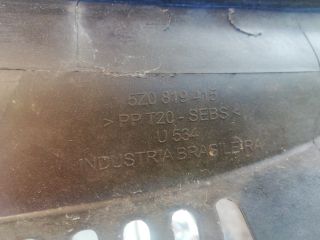 5Z0 819 415
> PP T20 - SEBS <
U 534
INDUSTRIA BRASILEIRA